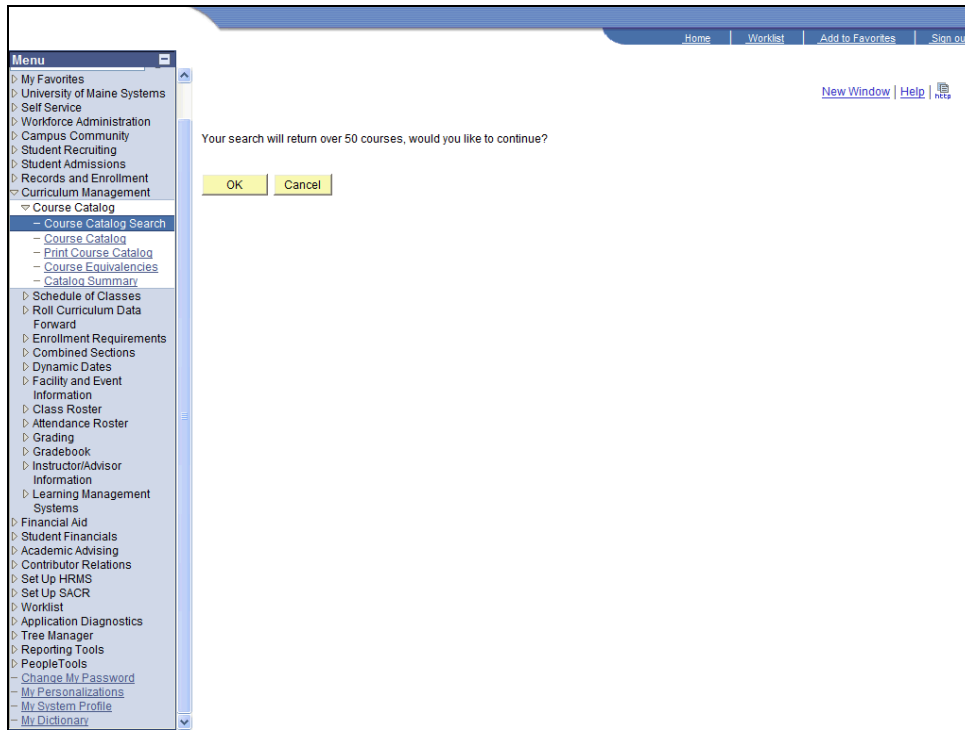 Home Worklist Add to Favorites Sign ou
Menu
My Favorites
University of Maine Systems
Self Service
Workforce Administration
Campus Community
Student Recruiting
Student Admissions
Records and Enrollment
Curriculum Management
Course Catalog
– Course Catalog Search
– Course Catalog
– Print Course Catalog
– Course Equivalencies
– Catalog Summary
Schedule of Classes
Roll Curriculum Data
Forward
Enrollment Requirements
Combined Sections
Dynamic Dates
Facility and Event
Information
Class Roster
Attendance Roster
Grading
Gradebook
Instructor/Advisor
Information
Learning Management
Systems
Financial Aid
Student Financials
Academic Advising
Contributor Relations
Set Up HRMS
Set Up SACR
Worklist
Application Diagnostics
Tree Manager
Reporting Tools
PeopleTools
– Change My Password
– My Personalizations
– My System Profile
– My Dictionary
New Window | Help | http
Your search will return over 50 courses, would you like to continue?
OK Cancel